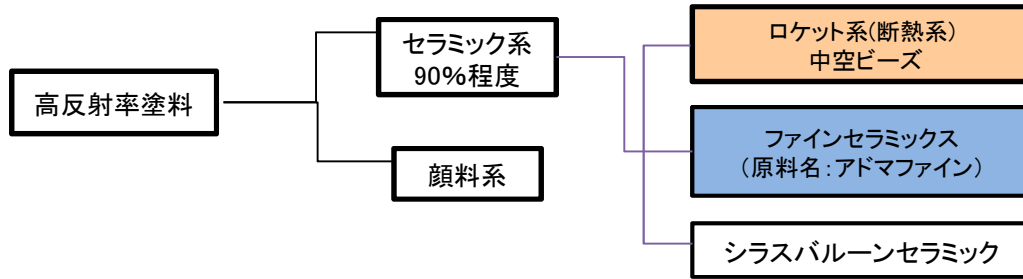 高反射率塗料
セラミック系
90%程度
顔料系
ロケット系(断熱系)
中空ビーズ
ファインセラミックス
(原料名:アドマファイン)
シラスバルーンセラミック